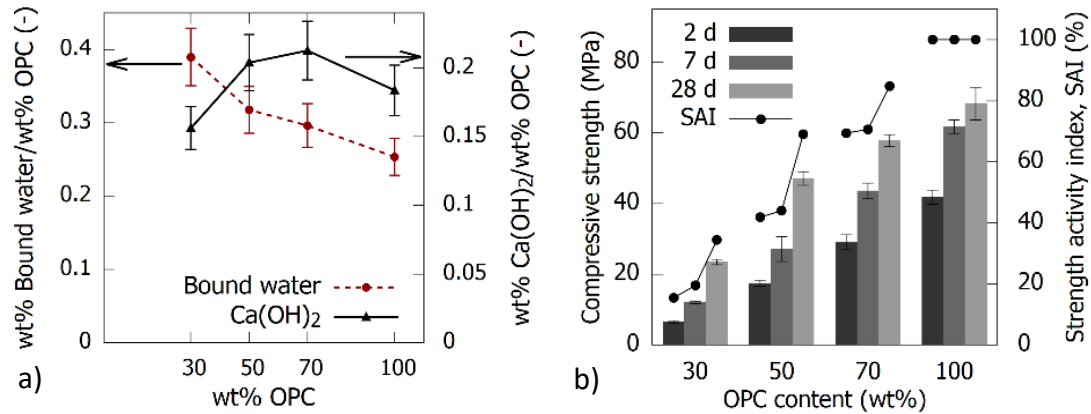 wt% Bound water/wt% OPC (-)
0.4
0.3
0.2
0.1
0
Bound water
Ca(OH)2
30
50
70
100
wt% OPC
0.2
0.15
0.1
0.05
0
wt% Ca(OH)2/wt% OPC (-)
a)
Compressive strength (MPa)
80
60
40
20
0
2 d
7 d
28 d
SAI
30
50
70
100
OPC content (wt%)
100
80
60
40
20
0
Strength activity index, SAI (%)
b)